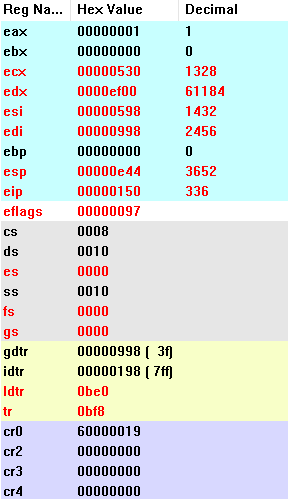 Reg Na... Hex Value Decimal
eax 00000001 1
ebx 00000000 0
ecx 00000530 1328
edx 0000ef00 61184
esi 00000598 1432
edi 00000998 2456
ebp 00000000 0
esp 00000e44 3652
eip 00000150 336
eflags 00000097
cs 0008
ds 0010
es 0000
ss 0010
fs 0000
gs 0000
gdtr 00000998 ( 3f)
idtr 00000198 ( 7ff)
ldtr 0be0
tr 0bf8
cr0 60000019
cr2 00000000
cr3 00000000
cr4 00000000